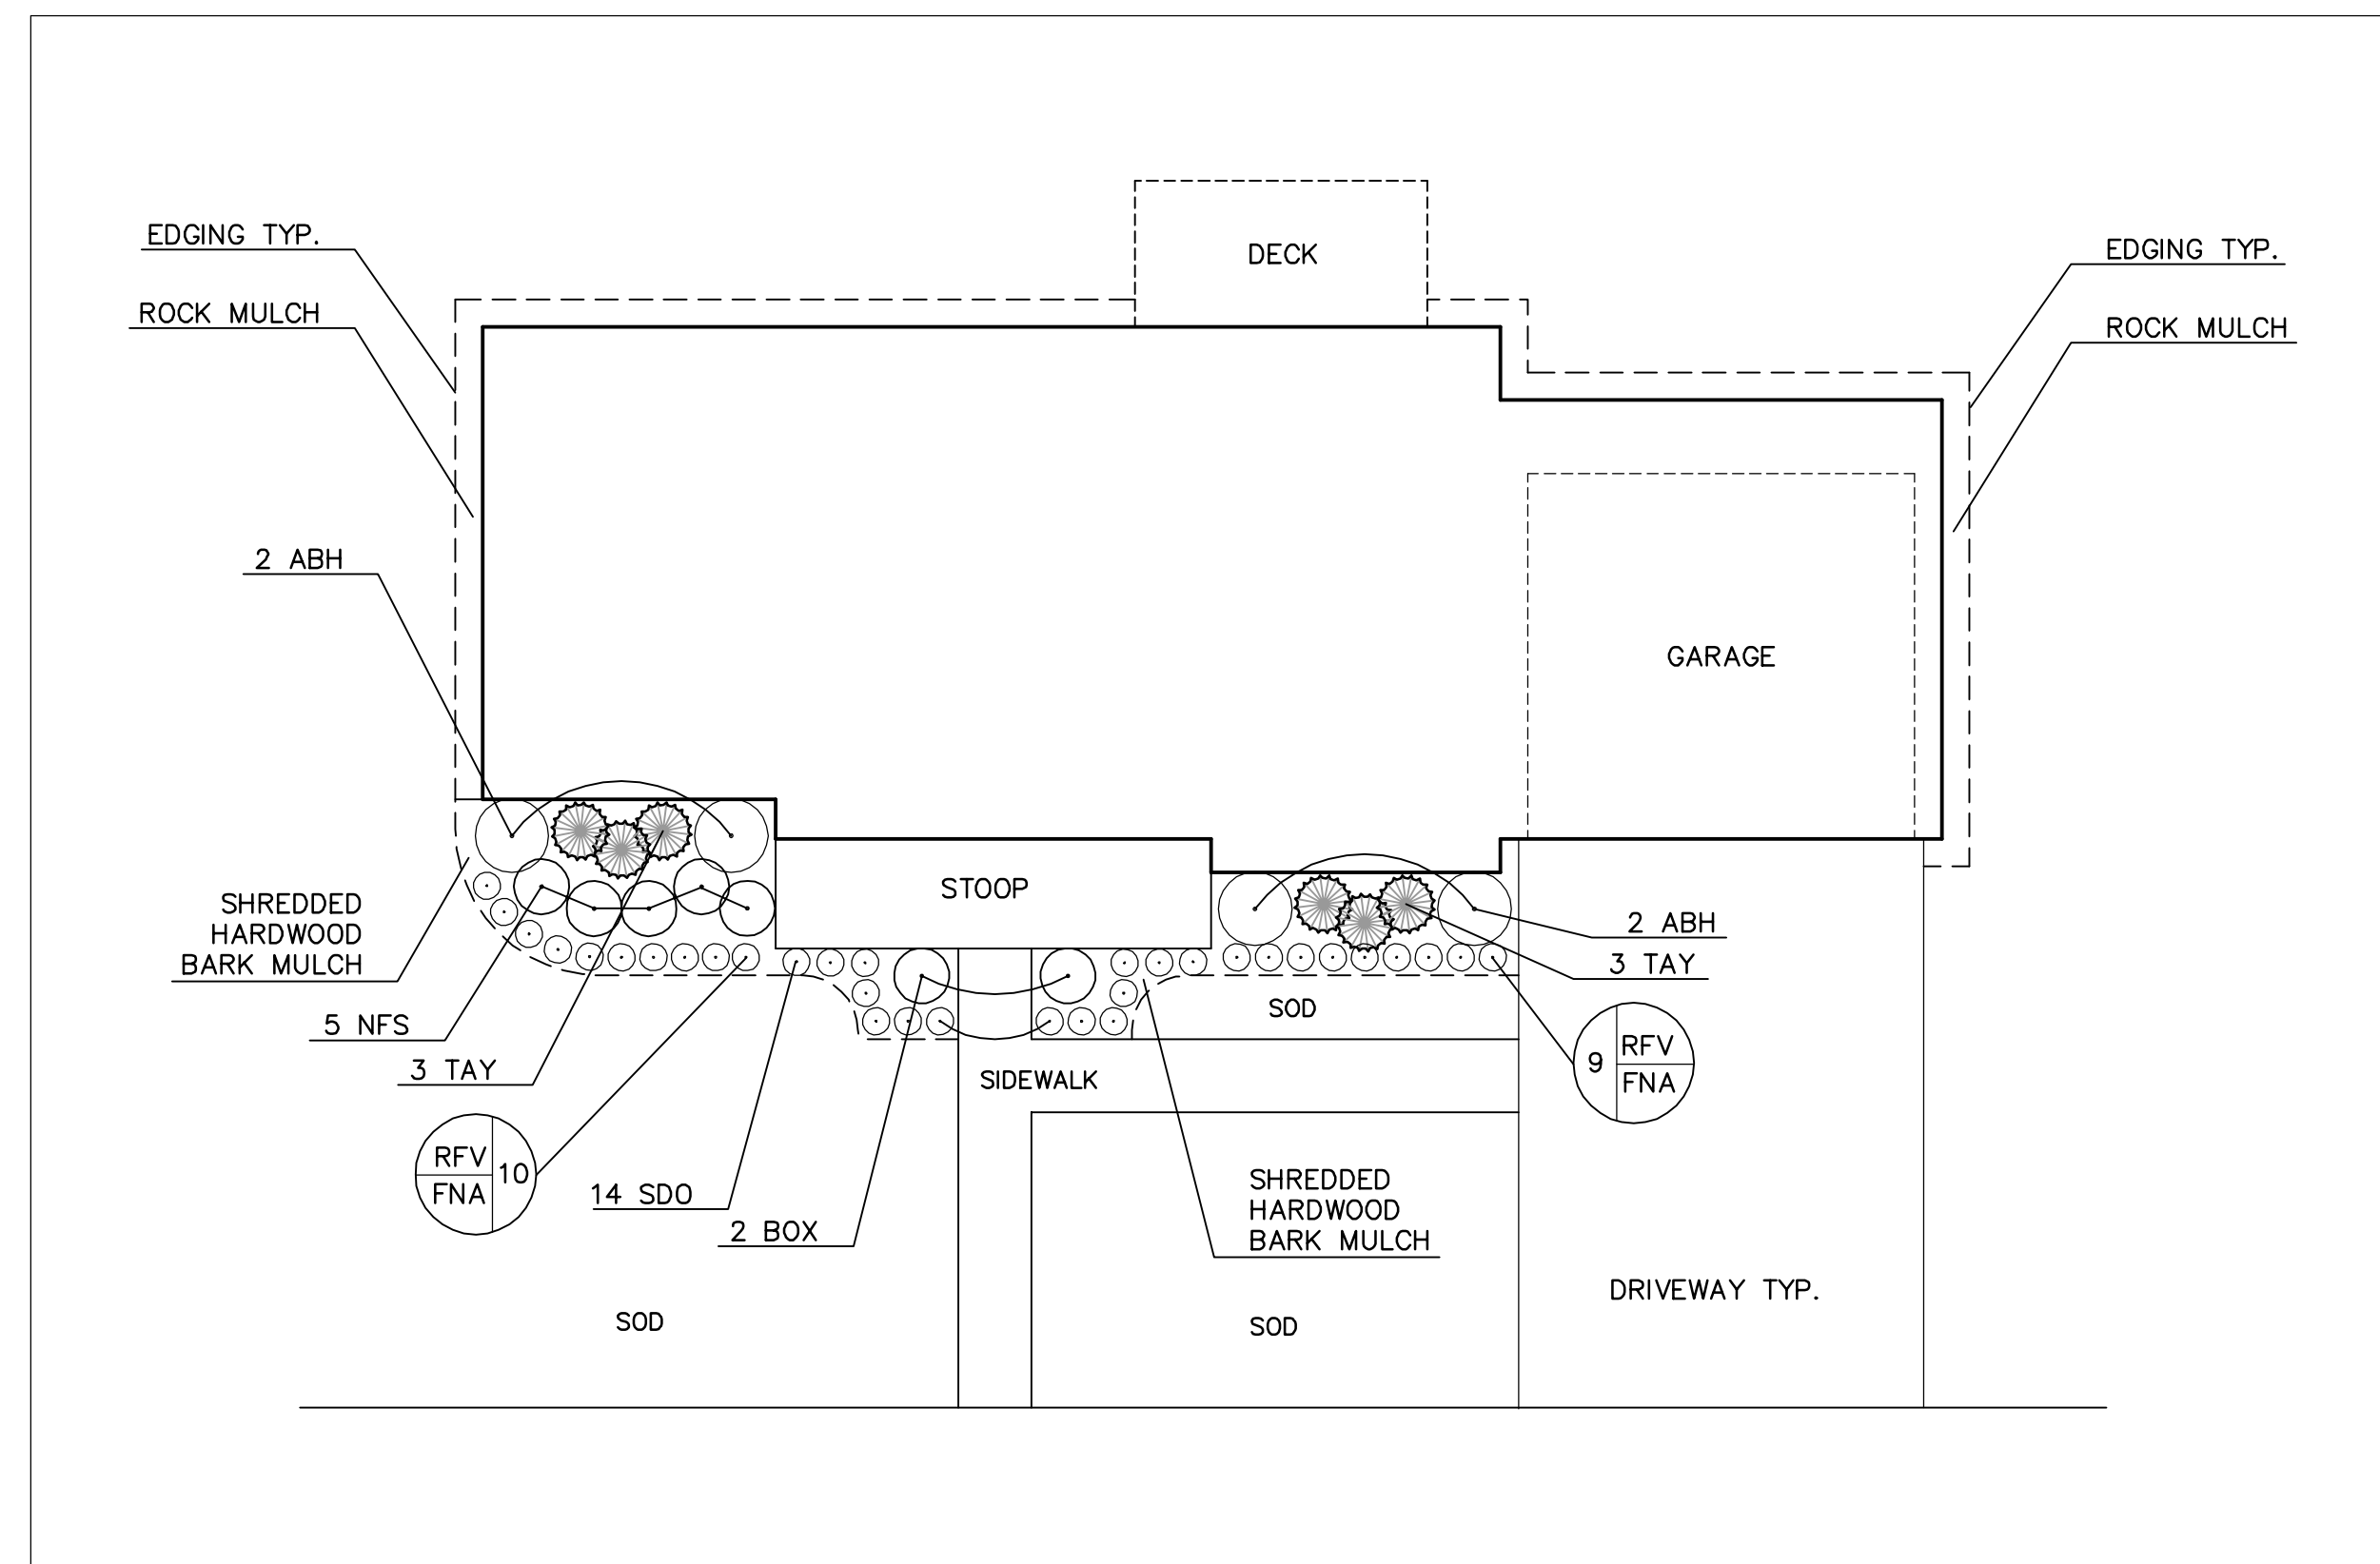 EDGING TYP.
ROCK MULCH
DECK
EDGING TYP.
ROCK MULCH
2 ABH
GARAGE
SHREDDED
HARDWOOD
BARK MULCH
STOOP
2 ABH
3 TAY
5 NFS
3 TAY
SOD
SIDEWALK
9
RFV
FNA
RFV
FNA
10
14 SDO
2 BOX
SHREDDED
HARDWOOD
BARK MULCH
DRIVEWAY TYP.
SOD
SOD